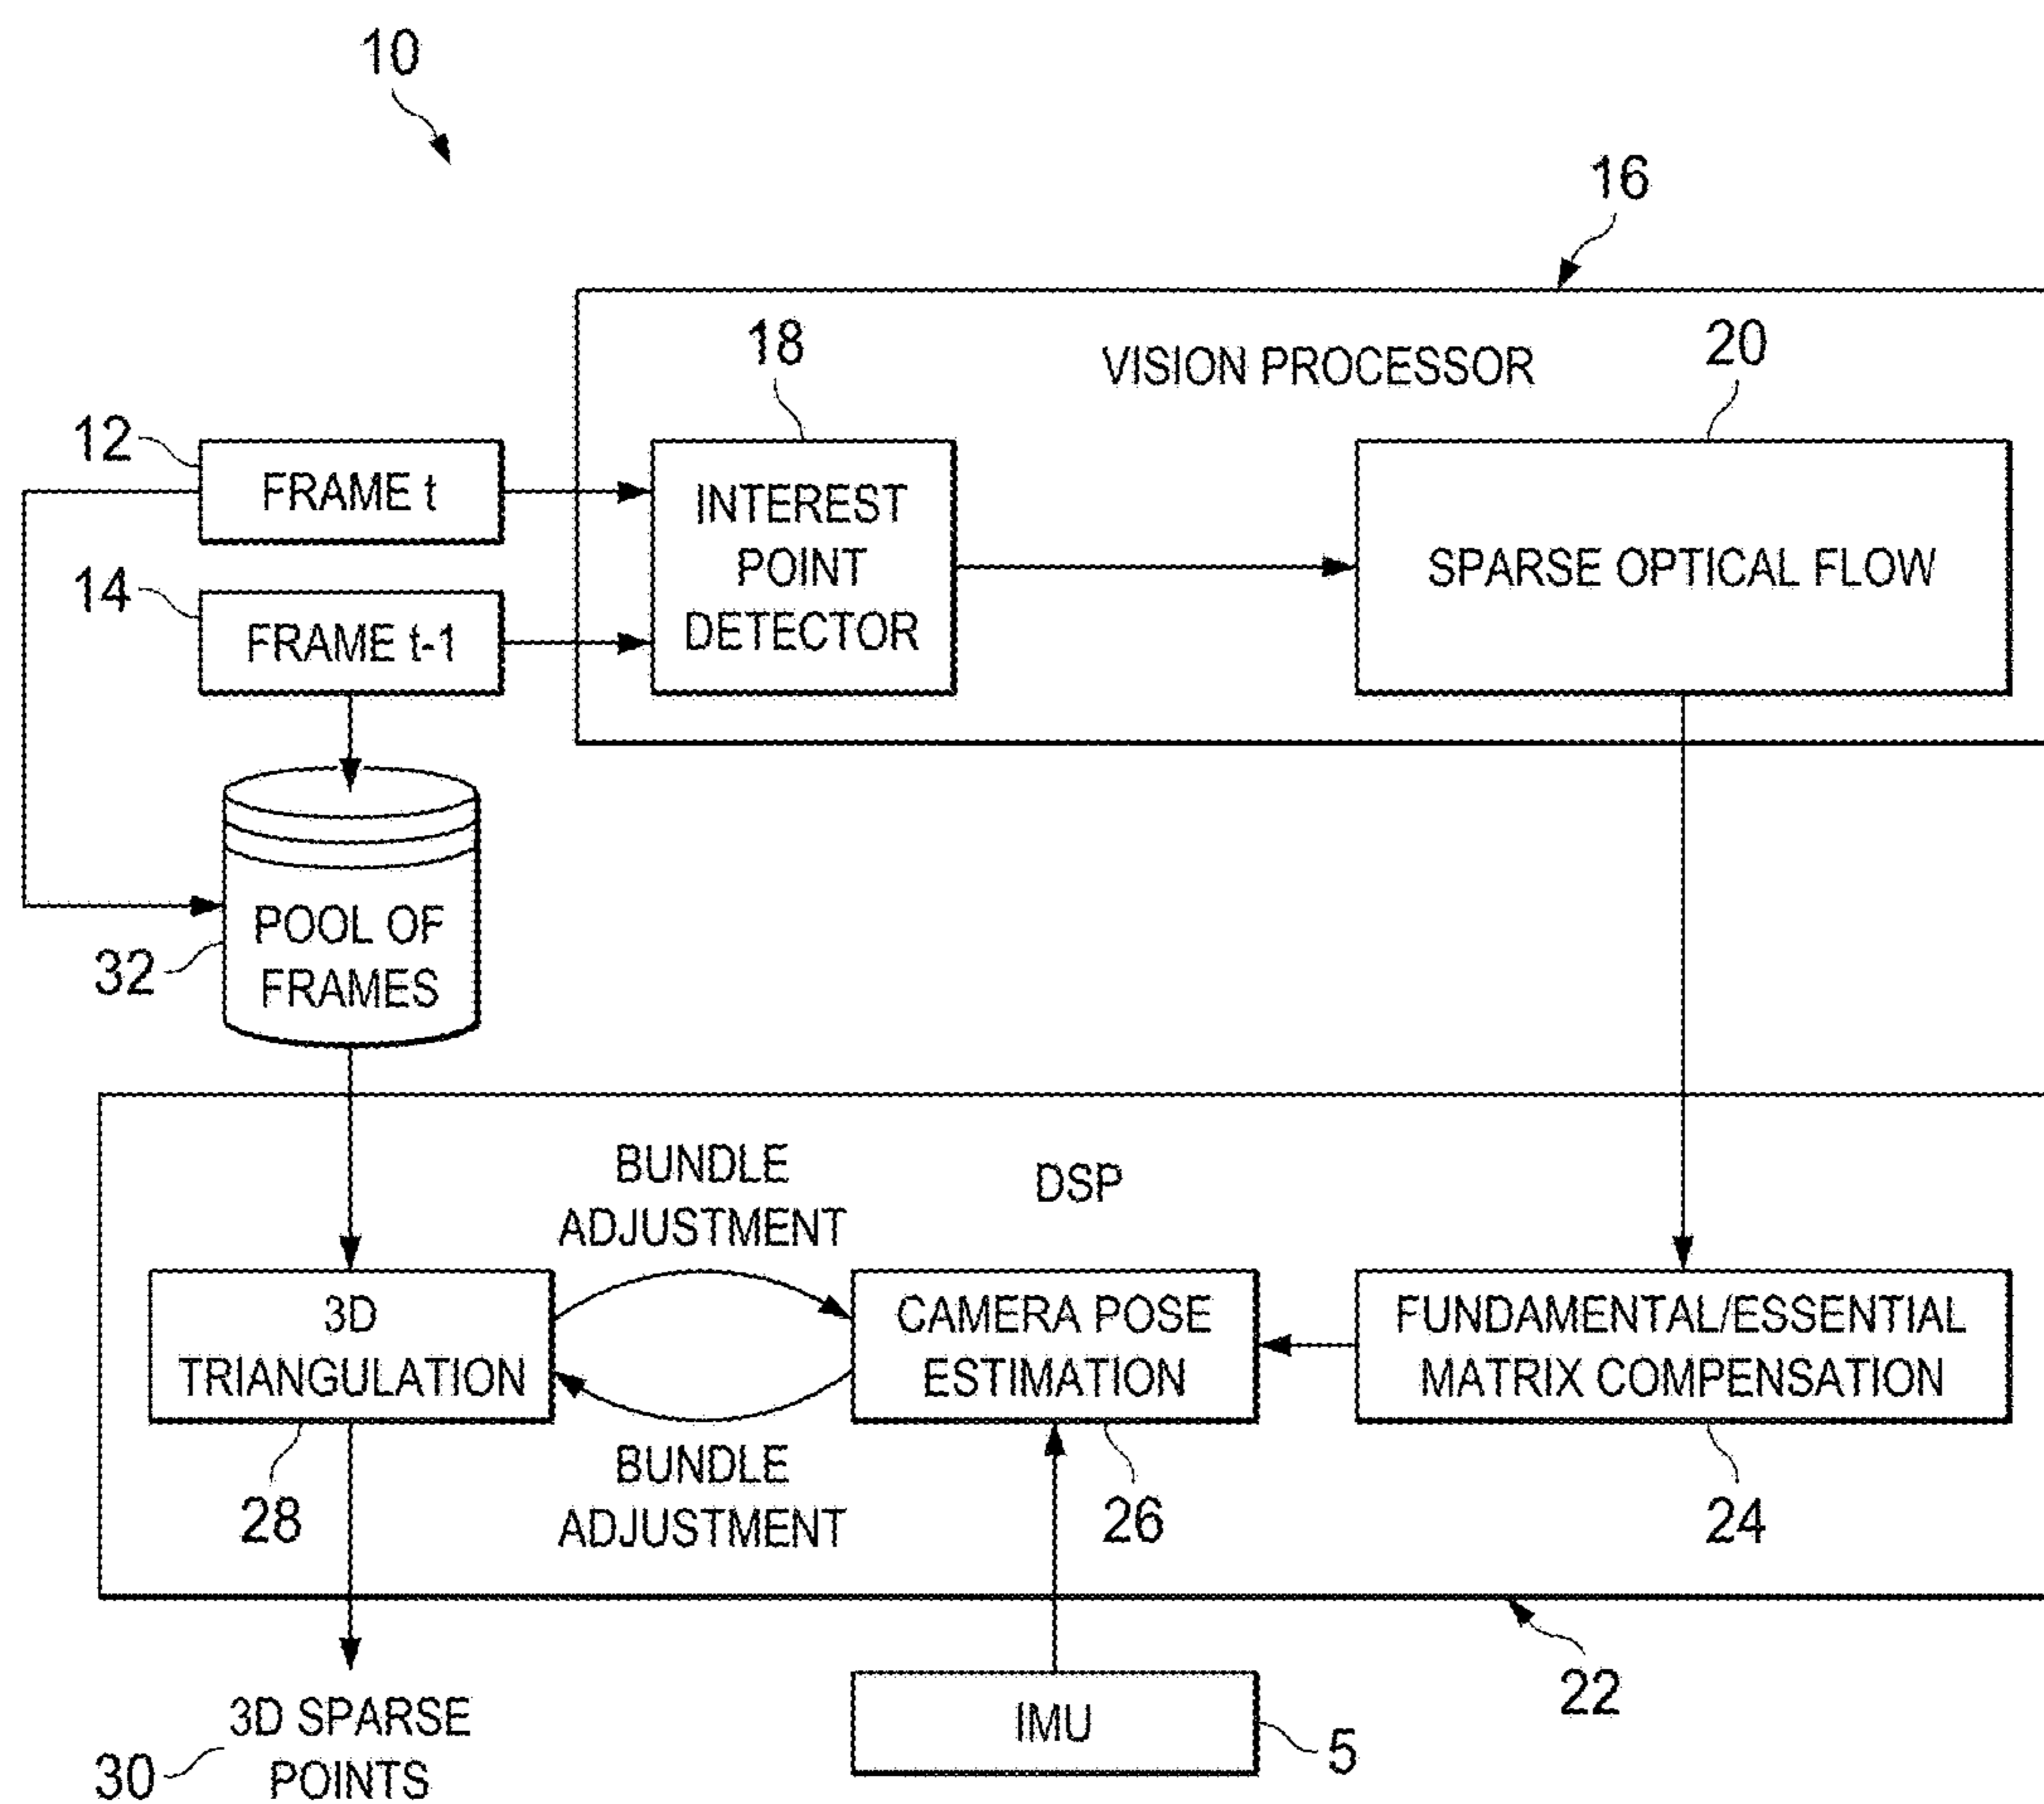 10
16
18
VISION PROCESSOR
20
12
FRAME t
INTEREST
POINT
DETECTOR
SPARSE OPTICAL FLOW
14
FRAME t-1
POOL OF
FRAMES
32
BUNDLE
ADJUSTMENT
DSP
3D
TRIANGULATION
CAMERA POSE
ESTIMATION
FUNDAMENTAL/ESSENTIAL
MATRIX COMPENSATION
28
BUNDLE
ADJUSTMENT
26
24
22
3D SPARSE
POINTS
30
IMU
5